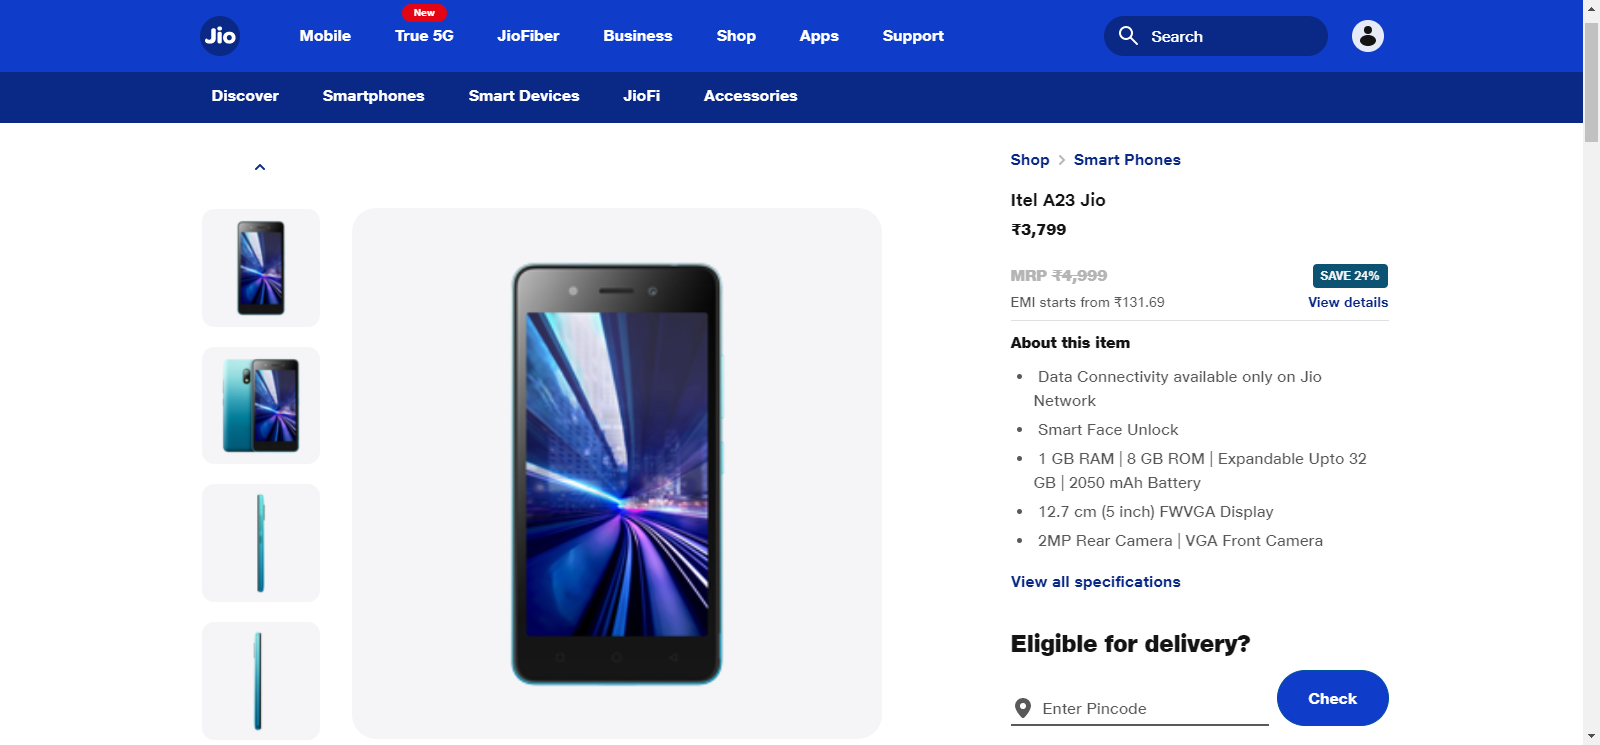 New
Jio
Mobile
True 5G
JioFiber
Business
Shop
Apps
Support
Search
Discover
Smartphones
Smart Devices
JioFi
Accessories
Shop
Smart Phones
Itel A23 Jio
₹3,799
MRP ₹4,999
SAVE 24%
EMI starts from ₹131.69
View details
About this item
Data Connectivity available only on Jio
Network
Smart Face Unlock
1 GB RAM | 8 GB ROM | Expandable Upto 32
GB | 2050 mAh Battery
12.7 cm (5 inch) FWVGA Display
2MP Rear Camera | VGA Front Camera
View all specifications
Eligible for delivery?
Enter Pincode
Check